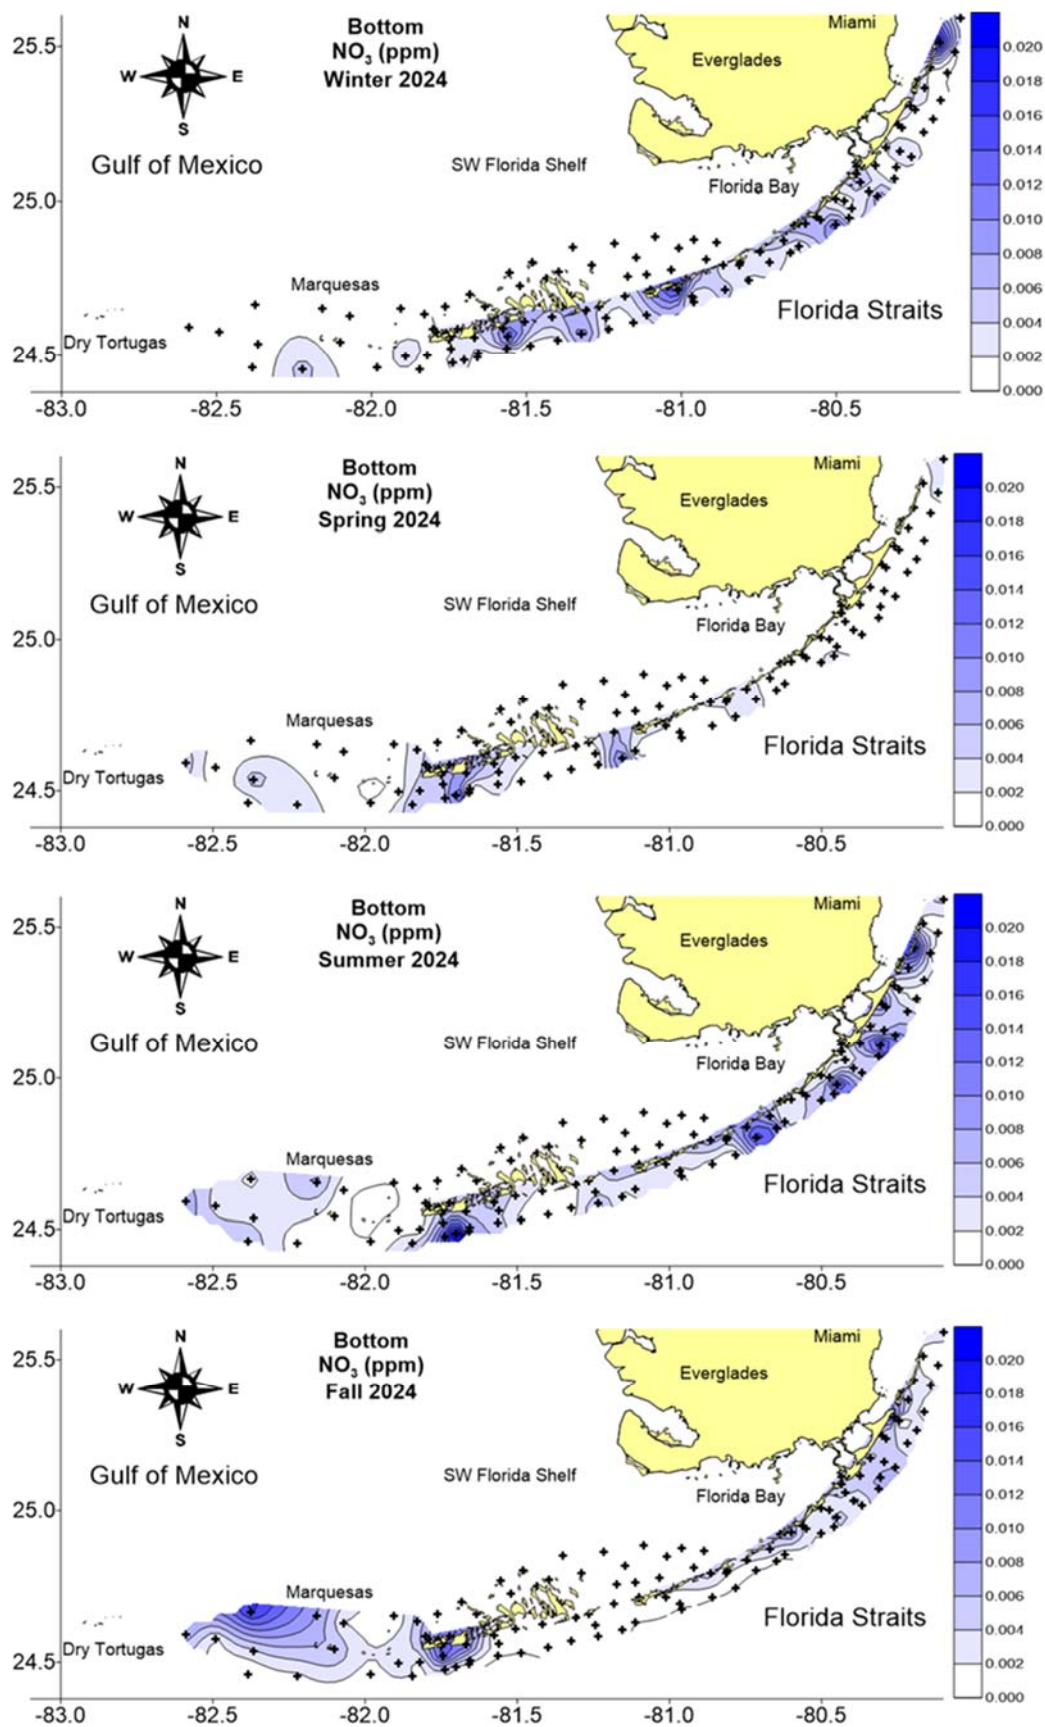 N
W E
S
Bottom
NO₃ (ppm)
Winter 2024
Miami
Everglades
Gulf of Mexico
SW Florida Shelf
Florida Bay
Marquesas
Dry Tortugas
Florida Straits
25.5
25.0
24.5
-83.0 -82.5 -82.0 -81.5 -81.0 -80.5
0.020
0.018
0.016
0.014
0.012
0.010
0.008
0.006
0.004
0.002
0.000
N
W E
S
Bottom
NO₃ (ppm)
Spring 2024
Miami
Everglades
Gulf of Mexico
SW Florida Shelf
Florida Bay
Marquesas
Dry Tortugas
Florida Straits
25.5
25.0
24.5
-83.0 -82.5 -82.0 -81.5 -81.0 -80.5
0.020
0.018
0.016
0.014
0.012
0.010
0.008
0.006
0.004
0.002
0.000
N
W E
S
Bottom
NO₃ (ppm)
Summer 2024
Miami
Everglades
Gulf of Mexico
SW Florida Shelf
Florida Bay
Marquesas
Dry Tortugas
Florida Straits
25.5
25.0
24.5
-83.0 -82.5 -82.0 -81.5 -81.0 -80.5
0.020
0.018
0.016
0.014
0.012
0.010
0.008
0.006
0.004
0.002
0.000
N
W E
S
Bottom
NO₃ (ppm)
Fall 2024
Miami
Everglades
Gulf of Mexico
SW Florida Shelf
Florida Bay
Marquesas
Dry Tortugas
Florida Straits
25.5
25.0
24.5
-83.0 -82.5 -82.0 -81.5 -81.0 -80.5
0.020
0.018
0.016
0.014
0.012
0.010
0.008
0.006
0.004
0.002
0.000